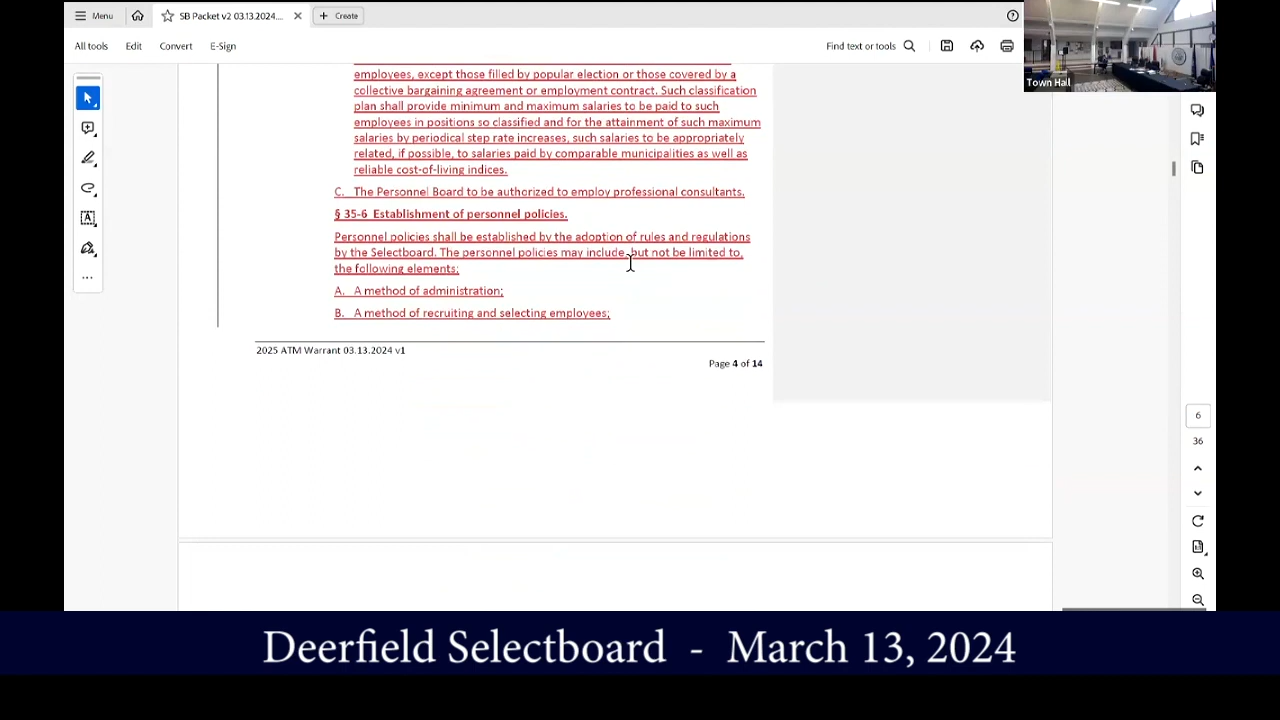 Menu
SB Packet v2 03.13.2024...
Create
All tools
Edit
Convert
E-Sign
Find text or tools
Town Hall
employees, except those filled by popular election or those covered by a
collective bargaining agreement or employment contract. Such classification
plan shall provide minimum and maximum salaries to be paid to such
employees in positions so classified and for the attainment of such maximum
salaries by periodical step rate increases, such salaries to be appropriately
related, if possible, to salaries paid by comparable municipalities as well as
reliable cost-of-living indices.
C. The Personnel Board to be authorized to employ professional consultants.
§ 35-6 Establishment of personnel policies.
Personnel policies shall be established by the adoption of rules and regulations
by the Selectboard. The personnel policies may include, but not be limited to,
the following elements;
A. A method of administration;
B. A method of recruiting and selecting employees;
2025 ATM Warrant 03.13.2024 v1
Page 4 of 14
6
36
Deerfield Selectboard - March 13, 2024